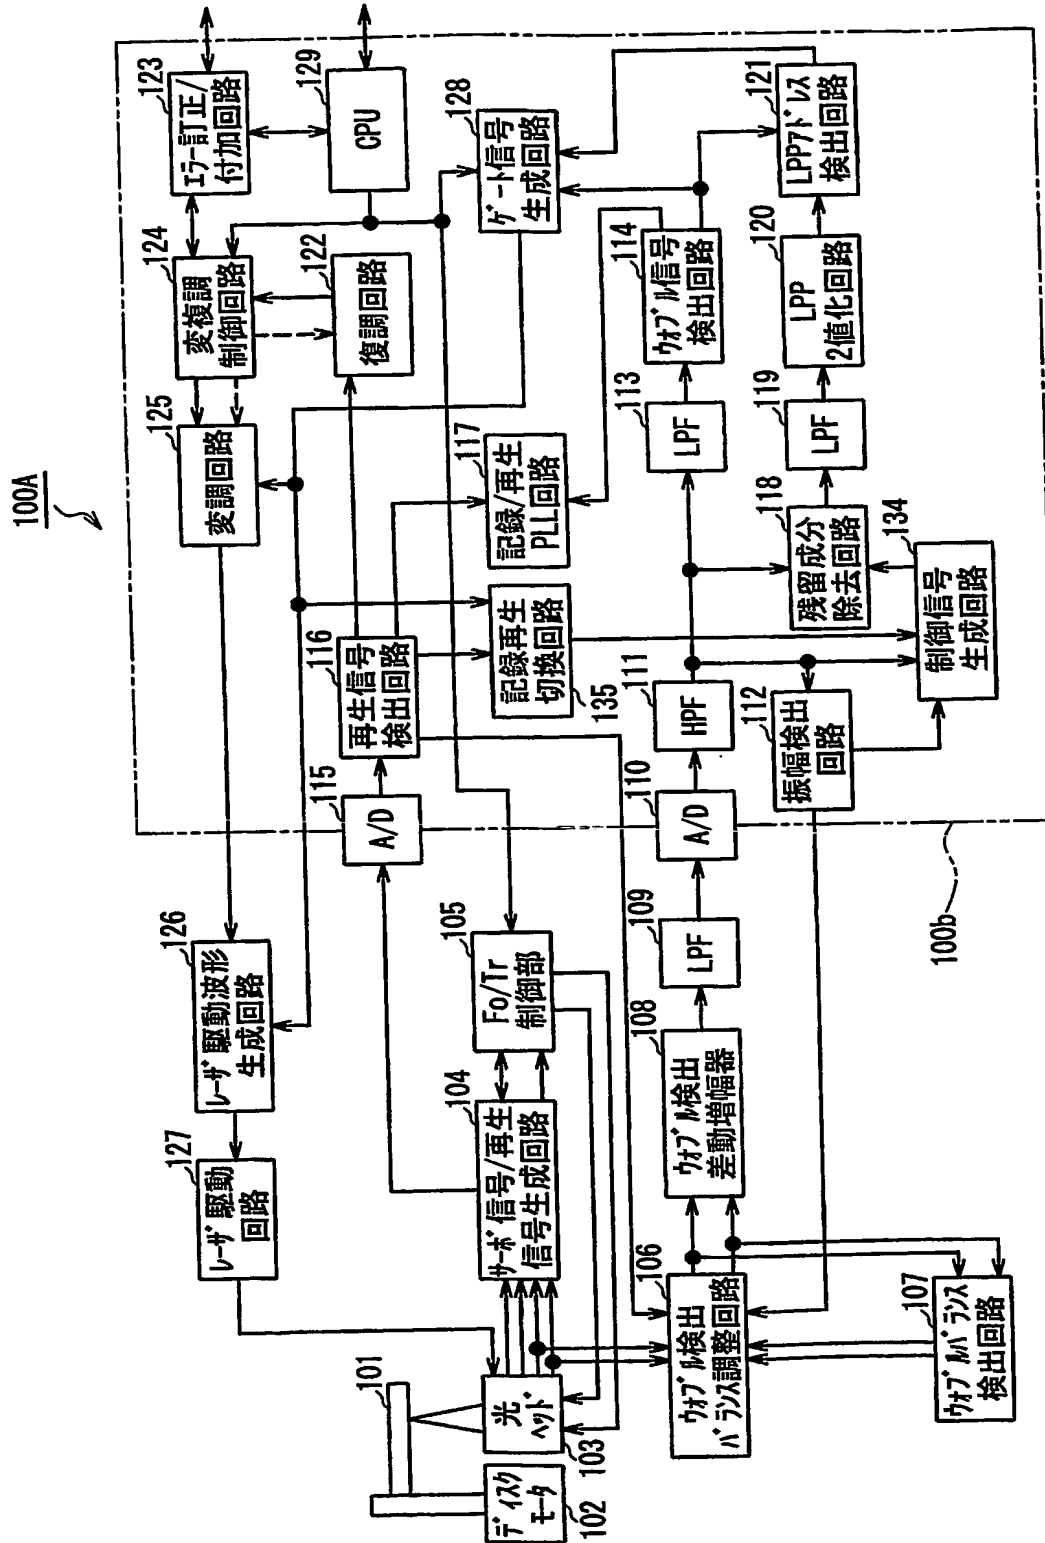 100A
123
エラー訂正/
付加回路
129
CPU
124
変複調
制御回路
122
復調回路
125
変調回路
128
ゲート信号
生成回路
121
LPPアドレス
検出回路
114
ウォブル信号
検出回路
120
LPP
2値化回路
113
LPF
119
LPF
117
記録/再生
PLL回路
118
残留成分
除去回路
134
制御信号
生成回路
116
再生信号
検出回路
記録再生
切換回路
135
111
HPF
112
振幅検出
回路
115
A/D
110
A/D
100b
126
レーザ駆動波形
生成回路
105
Fo/Tr
制御部
109
LPF
108
ウォブル検出
差動増幅器
127
レーザ駆動
回路
104
サーボ信号/再生
信号生成回路
106
ウォブル検出
バランス調整回路
107
ウォブルバランス
検出回路
101
光
ヘッド
103
ディスク
モータ
102